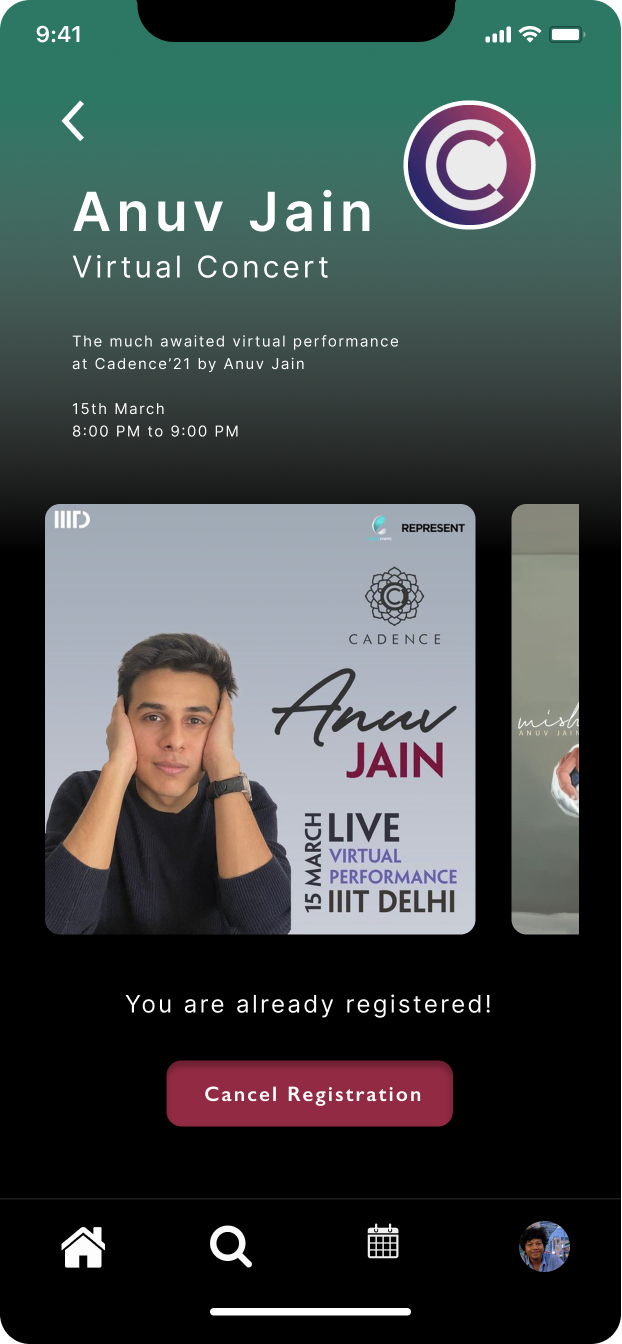 9:41
Anuv Jain
Virtual Concert
The much awaited virtual performance
at Cadence'21 by Anuv Jain
15th March
8:00 PM to 9:00 PM
IIITD
REPRESENT
CADENCE
Anuv
JAIN
15 MARCH
LIVE
VIRTUAL
PERFORMANCE
IIIT DELHI
mish
ANUV JAIN
You are already registered!
Cancel Registration